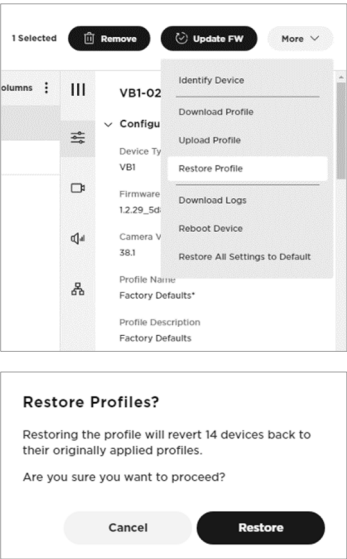 1 Selected
Remove
Update FW
More
olumns
VB1-02
Identify Device
Download Profile
Upload Profile
Restore Profile
Download Logs
Reboot Device
Restore All Settings to Default
Configu
Device Ty
VB1
Firmware
1.2.29_5d
Camera V
38.1
Profile Name
Factory Defaults*
Profile Description
Factory Defaults
Restore Profiles?
Restoring the profile will revert 14 devices back to
their originally applied profiles.
Are you sure you want to proceed?
Cancel
Restore